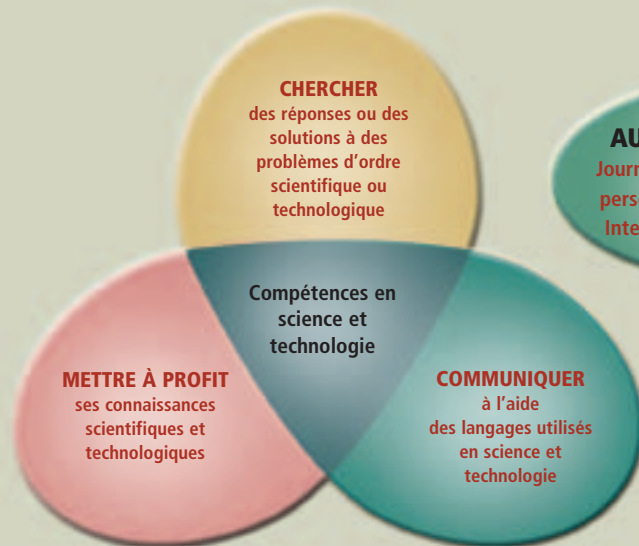 CHERCHER
des réponses ou des
solutions à des
problèmes d'ordre
scientifique ou
technologique
Compétences en
science et
technologie
METTRE À PROFIT
ses connaissances
scientifiques et
technologiques
COMMUNIQUER
à l'aide
des langages utilisés
en science et
technologie